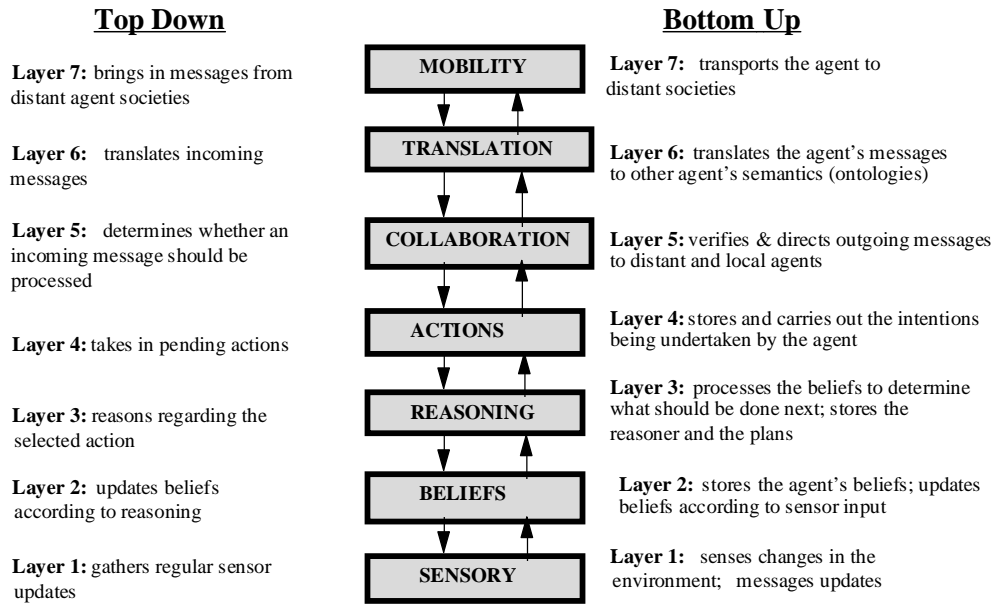 Top Down
Bottom Up
Layer 7: brings in messages from
distant agent societies
MOBILITY
Layer 7: transports the agent to
distant societies
Layer 6: translates incoming
messages
TRANSLATION
Layer 6: translates the agent's messages
to other agent's semantics (ontologies)
Layer 5: determines whether an
incoming message should be
processed
COLLABORATION
Layer 5: verifies & directs outgoing messages
to distant and local agents
Layer 4: takes in pending actions
ACTIONS
Layer 4: stores and carries out the intentions
being undertaken by the agent
Layer 3: reasons regarding the
selected action
REASONING
Layer 3: processes the beliefs to determine
what should be done next; stores the
reasoner and the plans
Layer 2: updates beliefs
according to reasoning
BELIEFS
Layer 2: stores the agent's beliefs; updates
beliefs according to sensor input
Layer 1: gathers regular sensor
updates
SENSORY
Layer 1: senses changes in the
environment; messages updates